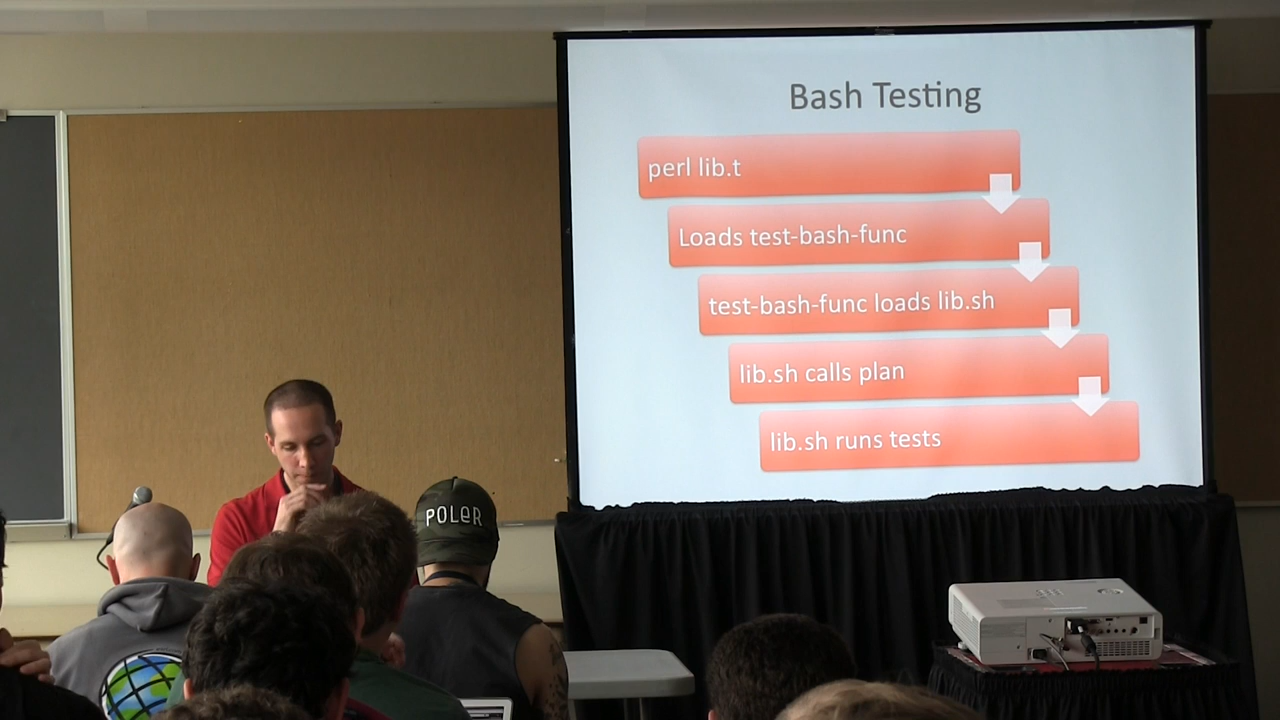 Bash Testing
perl lib.t
Loads test-bash-func
test-bash-func loads lib.sh
lib.sh calls plan
lib.sh runs tests
POLeR